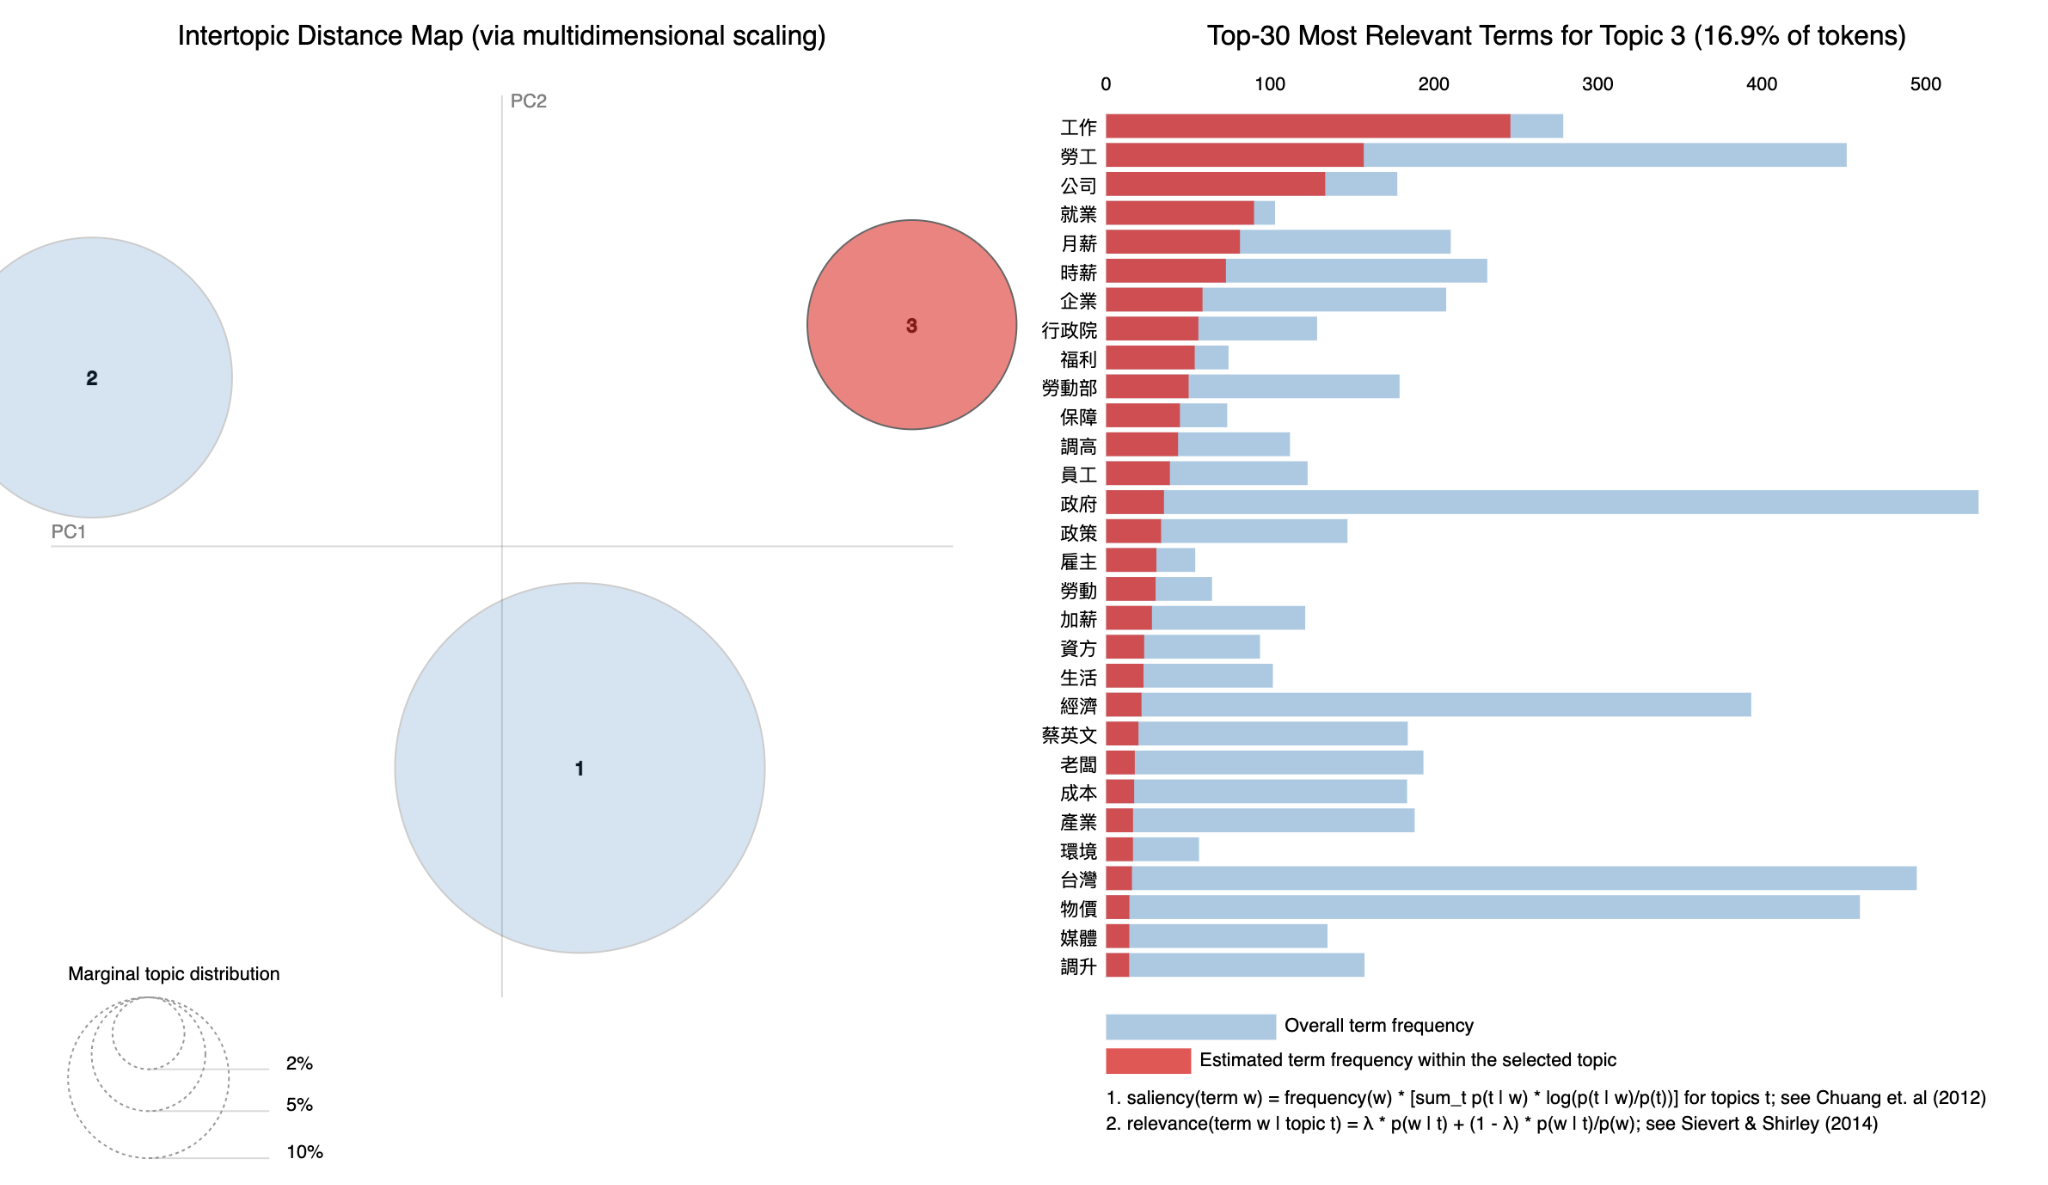 Intertopic Distance Map (via multidimensional scaling)
PC2
PC1
2
3
1
Marginal topic distribution
2%
5%
10%
Top-30 Most Relevant Terms for Topic 3 (16.9% of tokens)
0 100 200 300 400 500
工作
勞工
公司
就業
月薪
時薪
企業
行政院
福利
勞動部
保障
調高
員工
政府
政策
雇主
勞動
加薪
資方
生活
經濟
蔡英文
老闆
成本
產業
環境
台灣
物價
媒體
調升
Overall term frequency
Estimated term frequency within the selected topic
1. saliency(term w) = frequency(w) * [sum_t p(t | w) * log(p(t | w)/p(t))] for topics t; see Chuang et. al (2012)
2. relevance(term w | topic t) = λ * p(w | t) + (1 - λ) * p(w | t)/p(w); see Sievert & Shirley (2014)